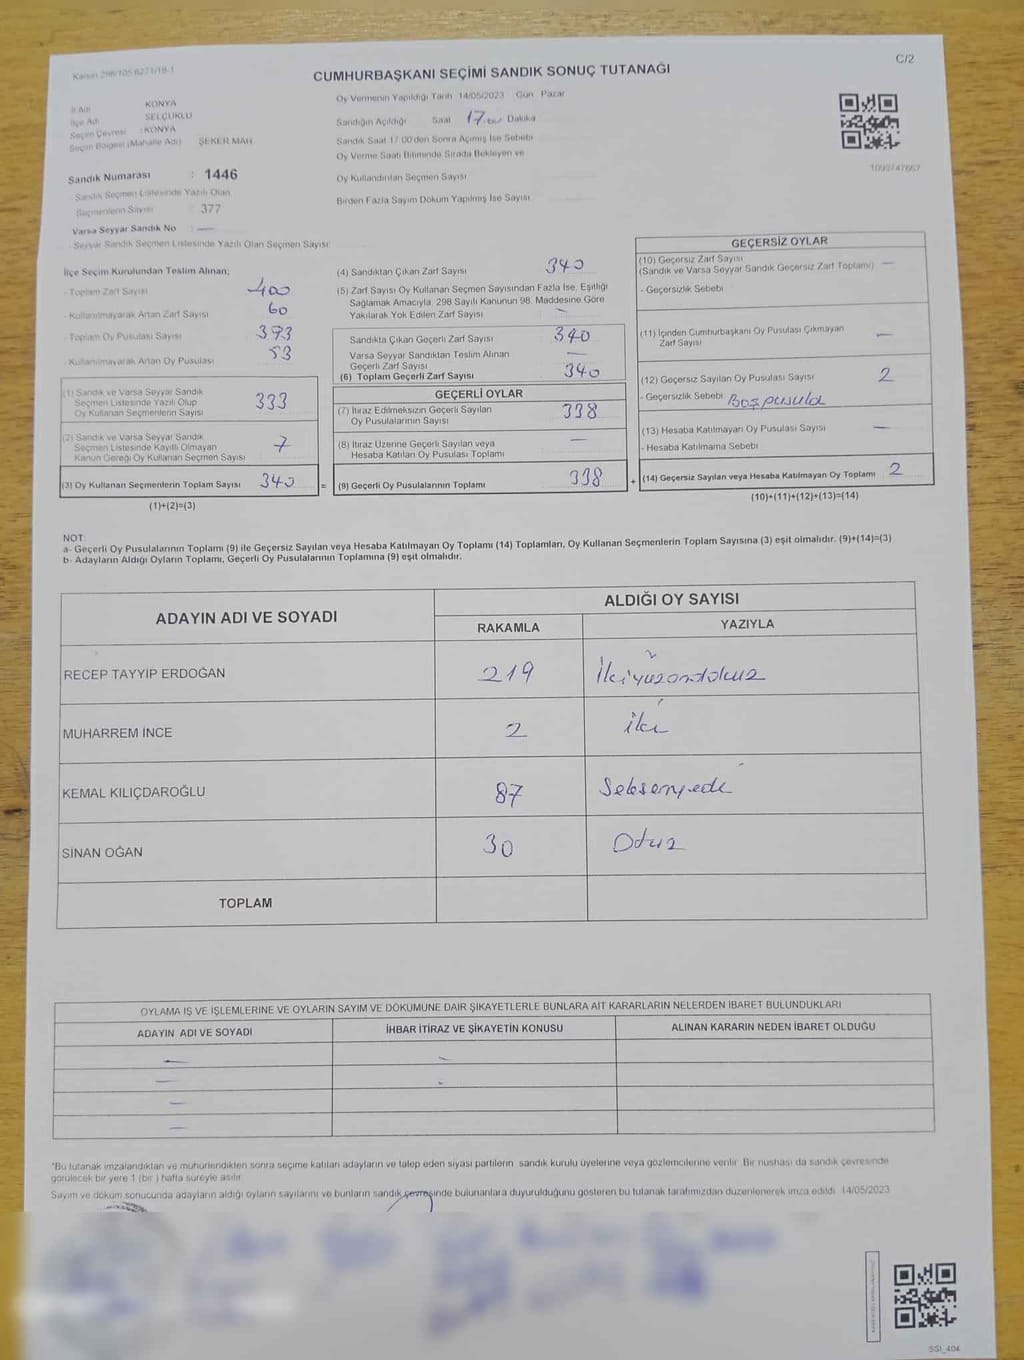 Kanun 298/105 6271/18-1
C/2
CUMHURBAŞKANI SEÇİMİ SANDIK SONUÇ TUTANAĞI
İl Adı KONYA
İlçe Adı SELÇUKLU
Seçim Çevresi : KONYA
Seçim Bölgesi (Mahalle Adı) ŞEKER MAH
Sandık Numarası : 1446
Sandık Seçmen Listesinde Yazılı Olan
Seçmenlerin Sayısı : 377
Varsa Seyyar Sandık No : —
Seyyar Sandık Seçmen Listesinde Yazılı Olan Seçmen Sayısı
Oy Vermenin Yapıldığı Tarih 14/05/2023 Gün Pazar
Sandığın Açıldığı Saat 17.00 Dakika
Sandık Saat 17:00'den Sonra Açılmış İse Sebebi
Oy Verme Saati Bitiminde Sırada Bekleyen ve
Oy Kullandırılan Seçmen Sayısı
Birden Fazla Sayım Döküm Yapılmış İse Sayısı
İlçe Seçim Kurulundan Teslim Alınan;
- Toplam Zarf Sayısı 400
- Kullanılmayarak Artan Zarf Sayısı 60
- Toplam Oy Pusulası Sayısı 393
- Kullanılmayarak Artan Oy Pusulası 53
(1) Sandık ve Varsa Seyyar Sandık
Seçmen Listesinde Yazılı Olup
Oy Kullanan Seçmenlerin Sayısı 333
(2) Sandık ve Varsa Seyyar Sandık
Seçmen Listesinde Kayıtlı Olmayan
Kanun Gereği Oy Kullanan Seçmen Sayısı 7
(3) Oy Kullanan Seçmenlerin Toplam Sayısı 340 =
(1)+(2)=(3)
(4) Sandıktan Çıkan Zarf Sayısı 340
(5) Zarf Sayısı Oy Kullanan Seçmen Sayısından Fazla İse, Eşitliği
Sağlamak Amacıyla, 298 Sayılı Kanunun 98. Maddesine Göre
Yakılarak Yok Edilen Zarf Sayısı —
Sandıkta Çıkan Geçerli Zarf Sayısı 340
Varsa Seyyar Sandıktan Teslim Alınan
Geçerli Zarf Sayısı —
(6) Toplam Geçerli Zarf Sayısı 340
GEÇERLİ OYLAR
(7) İtiraz Edilmeksizin Geçerli Sayılan
Oy Pusulalarının Sayısı 338
(8) İtiraz Üzerine Geçerli Sayılan veya
Hesaba Katılan Oy Pusulası Toplamı —
(9) Geçerli Oy Pusulalarının Toplamı 338 +
GEÇERSİZ OYLAR
(10) Geçersiz Zarf Sayısı
(Sandık ve Varsa Seyyar Sandık Geçersiz Zarf Toplamı) —
- Geçersizlik Sebebi
(11) İçinden Cumhurbaşkanı Oy Pusulası Çıkmayan
Zarf Sayısı —
(12) Geçersiz Sayılan Oy Pusulası Sayısı 2
- Geçersizlik Sebebi Boş pusula
(13) Hesaba Katılmayan Oy Pusulası Sayısı —
- Hesaba Katılmama Sebebi
(14) Geçersiz Sayılan veya Hesaba Katılmayan Oy Toplamı 2
(10)+(11)+(12)+(13)=(14)
NOT:
a- Geçerli Oy Pusulalarının Toplamı (9) ile Geçersiz Sayılan veya Hesaba Katılmayan Oy Toplamı (14) Toplamları, Oy Kullanan Seçmenlerin Toplam Sayısına (3) eşit olmalıdır. (9)+(14)=(3)
b- Adayların Aldığı Oyların Toplamı, Geçerli Oy Pusulalarının Toplamına (9) eşit olmalıdır.
ADAYIN ADI VE SOYADI
ALDIĞI OY SAYISI
RAKAMLA YAZIYLA
RECEP TAYYİP ERDOĞAN 219 İkiyüzondokuz
MUHARREM İNCE 2 iki
KEMAL KILIÇDAROĞLU 87 Seksenyedi
SİNAN OĞAN 30 Otuz
TOPLAM
OYLAMA İŞ VE İŞLEMLERİNE VE OYLARIN SAYIM VE DÖKÜMÜNE DAİR ŞİKAYETLERLE BUNLARA AİT KARARLARIN NELERDEN İBARET BULUNDUKLARI
ADAYIN ADI VE SOYADI İHBAR İTİRAZ VE ŞİKAYETİN KONUSU ALINAN KARARIN NEDEN İBARET OLDUĞU
*Bu tutanak imzalandıktan ve mühürlendikten sonra seçime katılan adayların ve talep eden siyasi partilerin sandık kurulu üyelerine veya gözlemcilerine verilir. Bir nüshası da sandık çevresinde
görülecek bir yere 1 (bir ) hafta süreyle asılır.
Sayım ve döküm sonucunda adayların aldığı oyların sayılarını ve bunların sandık çevresinde bulunanlara duyurulduğunu gösteren bu tutanak tarafımızdan düzenlenerek imza edildi. 14/05/2023
SSI_404